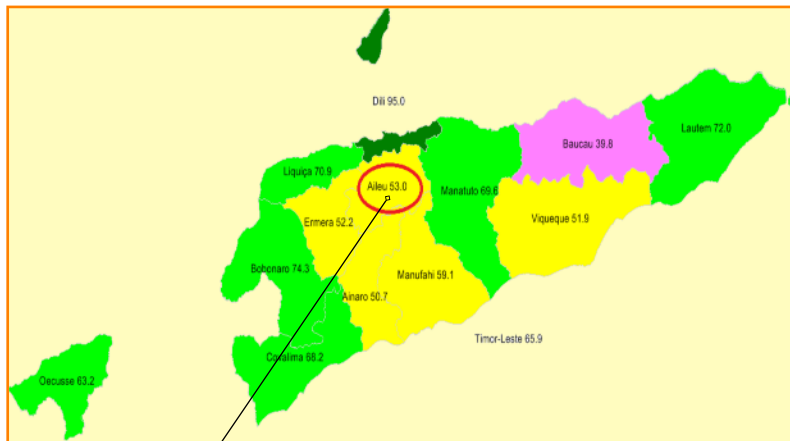 Dili 95.0
Lautem 72.0
Baucau 39.8
Liquiça 70.9
Aileu 53.0
Manatuto 69.6
Viqueque 51.9
Ermera 52.2
Bobonaro 74.3
Manufahi 59.1
Ainaro 50.7
Timor-Leste 65.9
Covalima 68.2
Oecusse 63.2